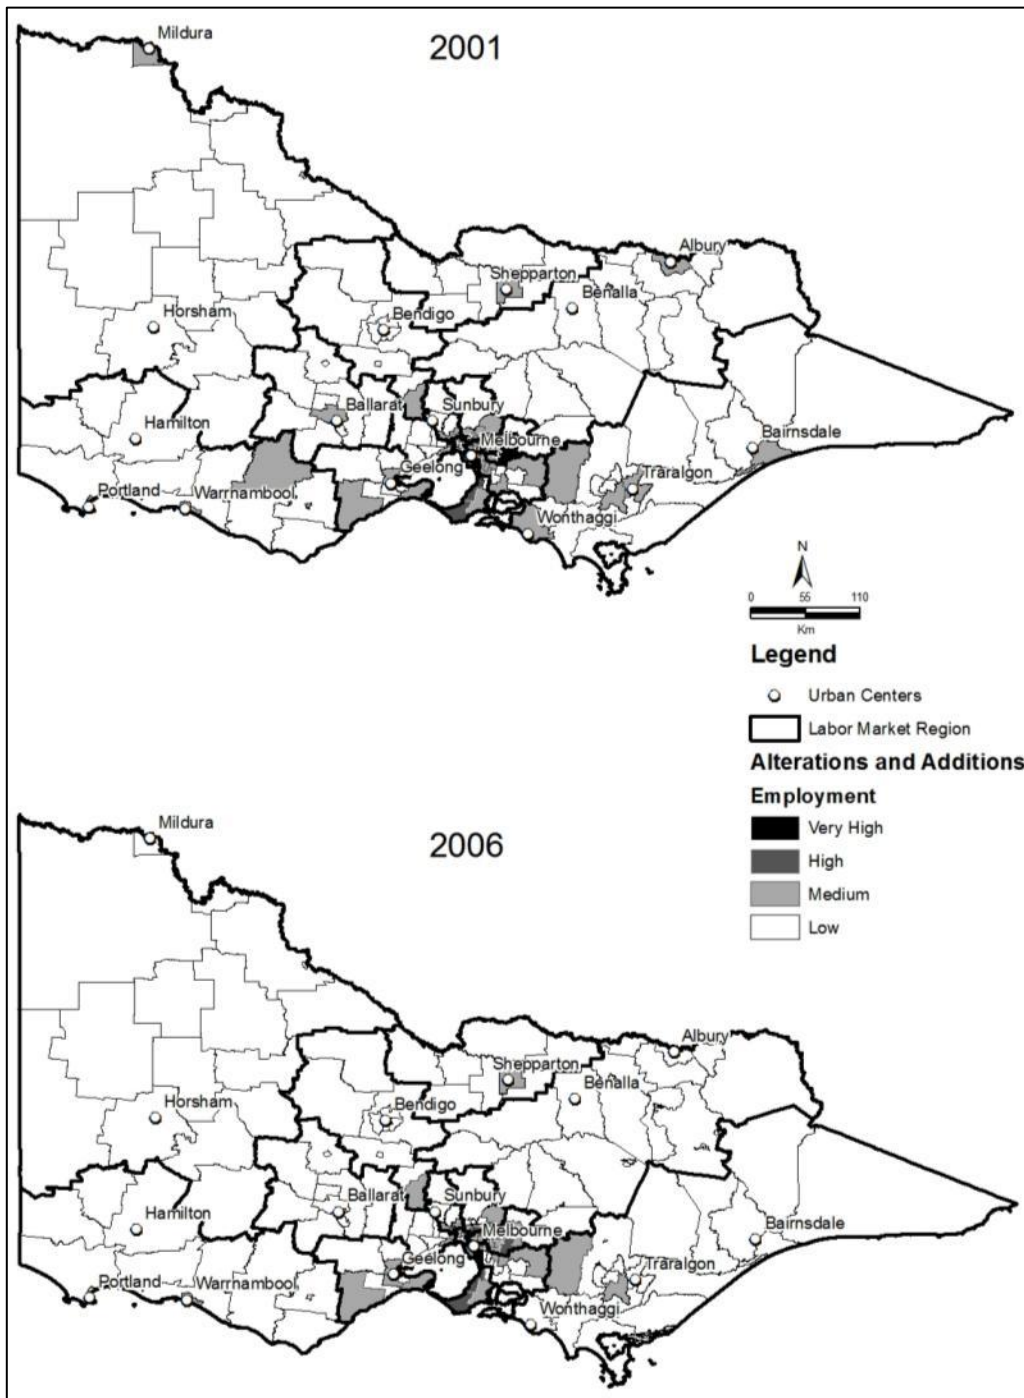 2001
Mildura
Albury
Shepparton
Benalla
Horsham
Bendigo
Ballarat
Sunbury
Hamilton
Melbourne
Bairnsdale
Geelong
Traralgon
Portland
Warrnambool
Wonthaggi
N
0 55 110
Km
Legend
Urban Centers
Labor Market Region
Alterations and Additions
Employment
Very High
High
Medium
Low
2006
Mildura
Albury
Shepparton
Benalla
Horsham
Bendigo
Ballarat
Sunbury
Hamilton
Melbourne
Bairnsdale
Geelong
Traralgon
Portland
Warrnambool
Wonthaggi